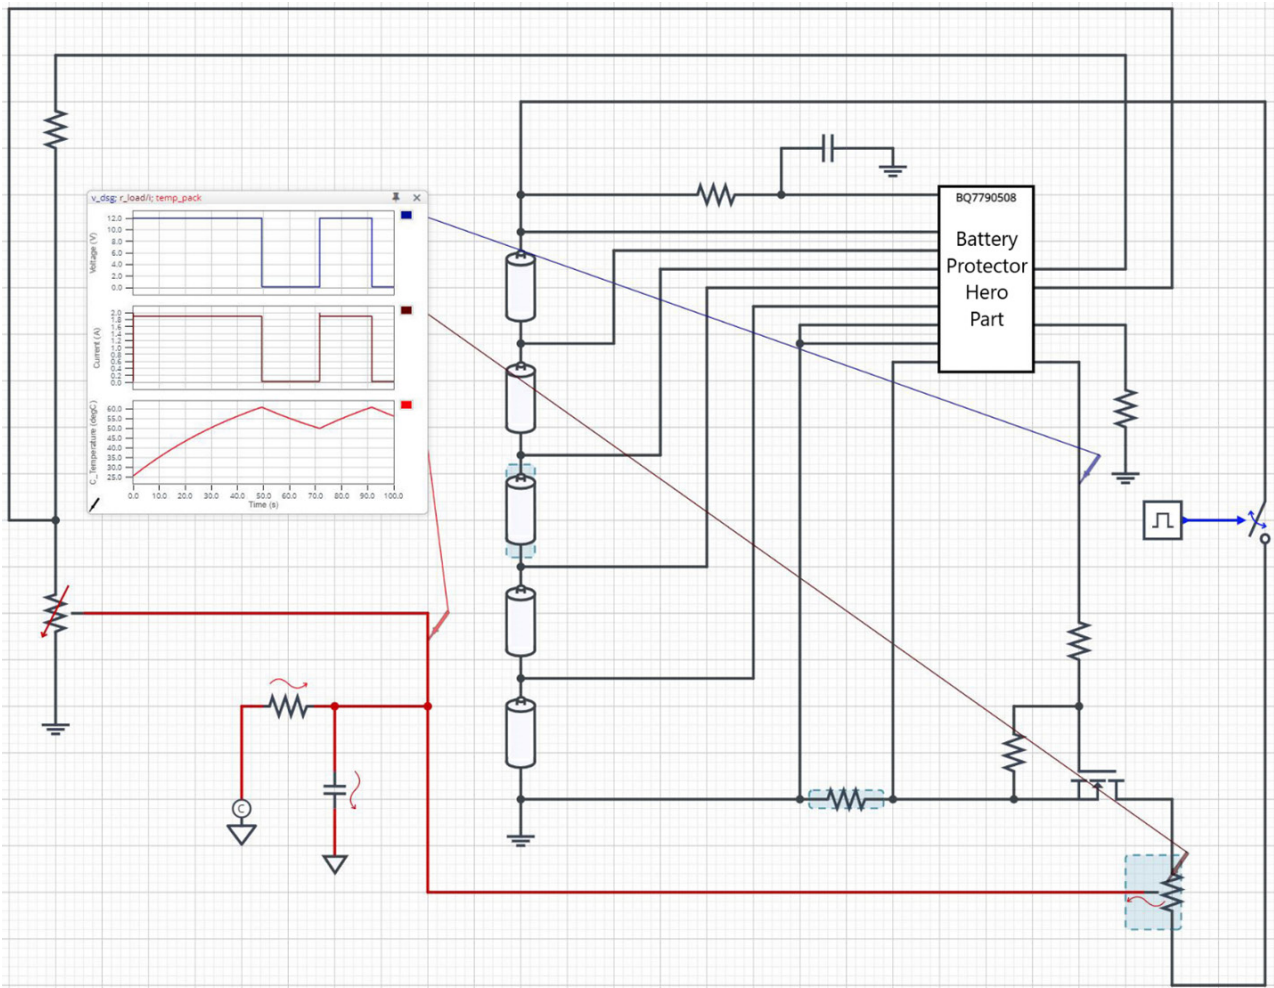 v_dsg; r_load/i; temp_pack
Voltage (V)
12.0
10.0
8.0
6.0
4.0
2.0
0.0
Current (A)
2.0
1.8
1.6
1.4
1.2
1.0
0.8
0.6
0.4
0.2
0.0
C_Temperature (degC)
60.0
55.0
50.0
45.0
40.0
35.0
30.0
25.0
0.0 10.0 20.0 30.0 40.0 50.0 60.0 70.0 80.0 90.0 100.0
Time (s)
BQ7790508
Battery
Protector
Hero
Part
C